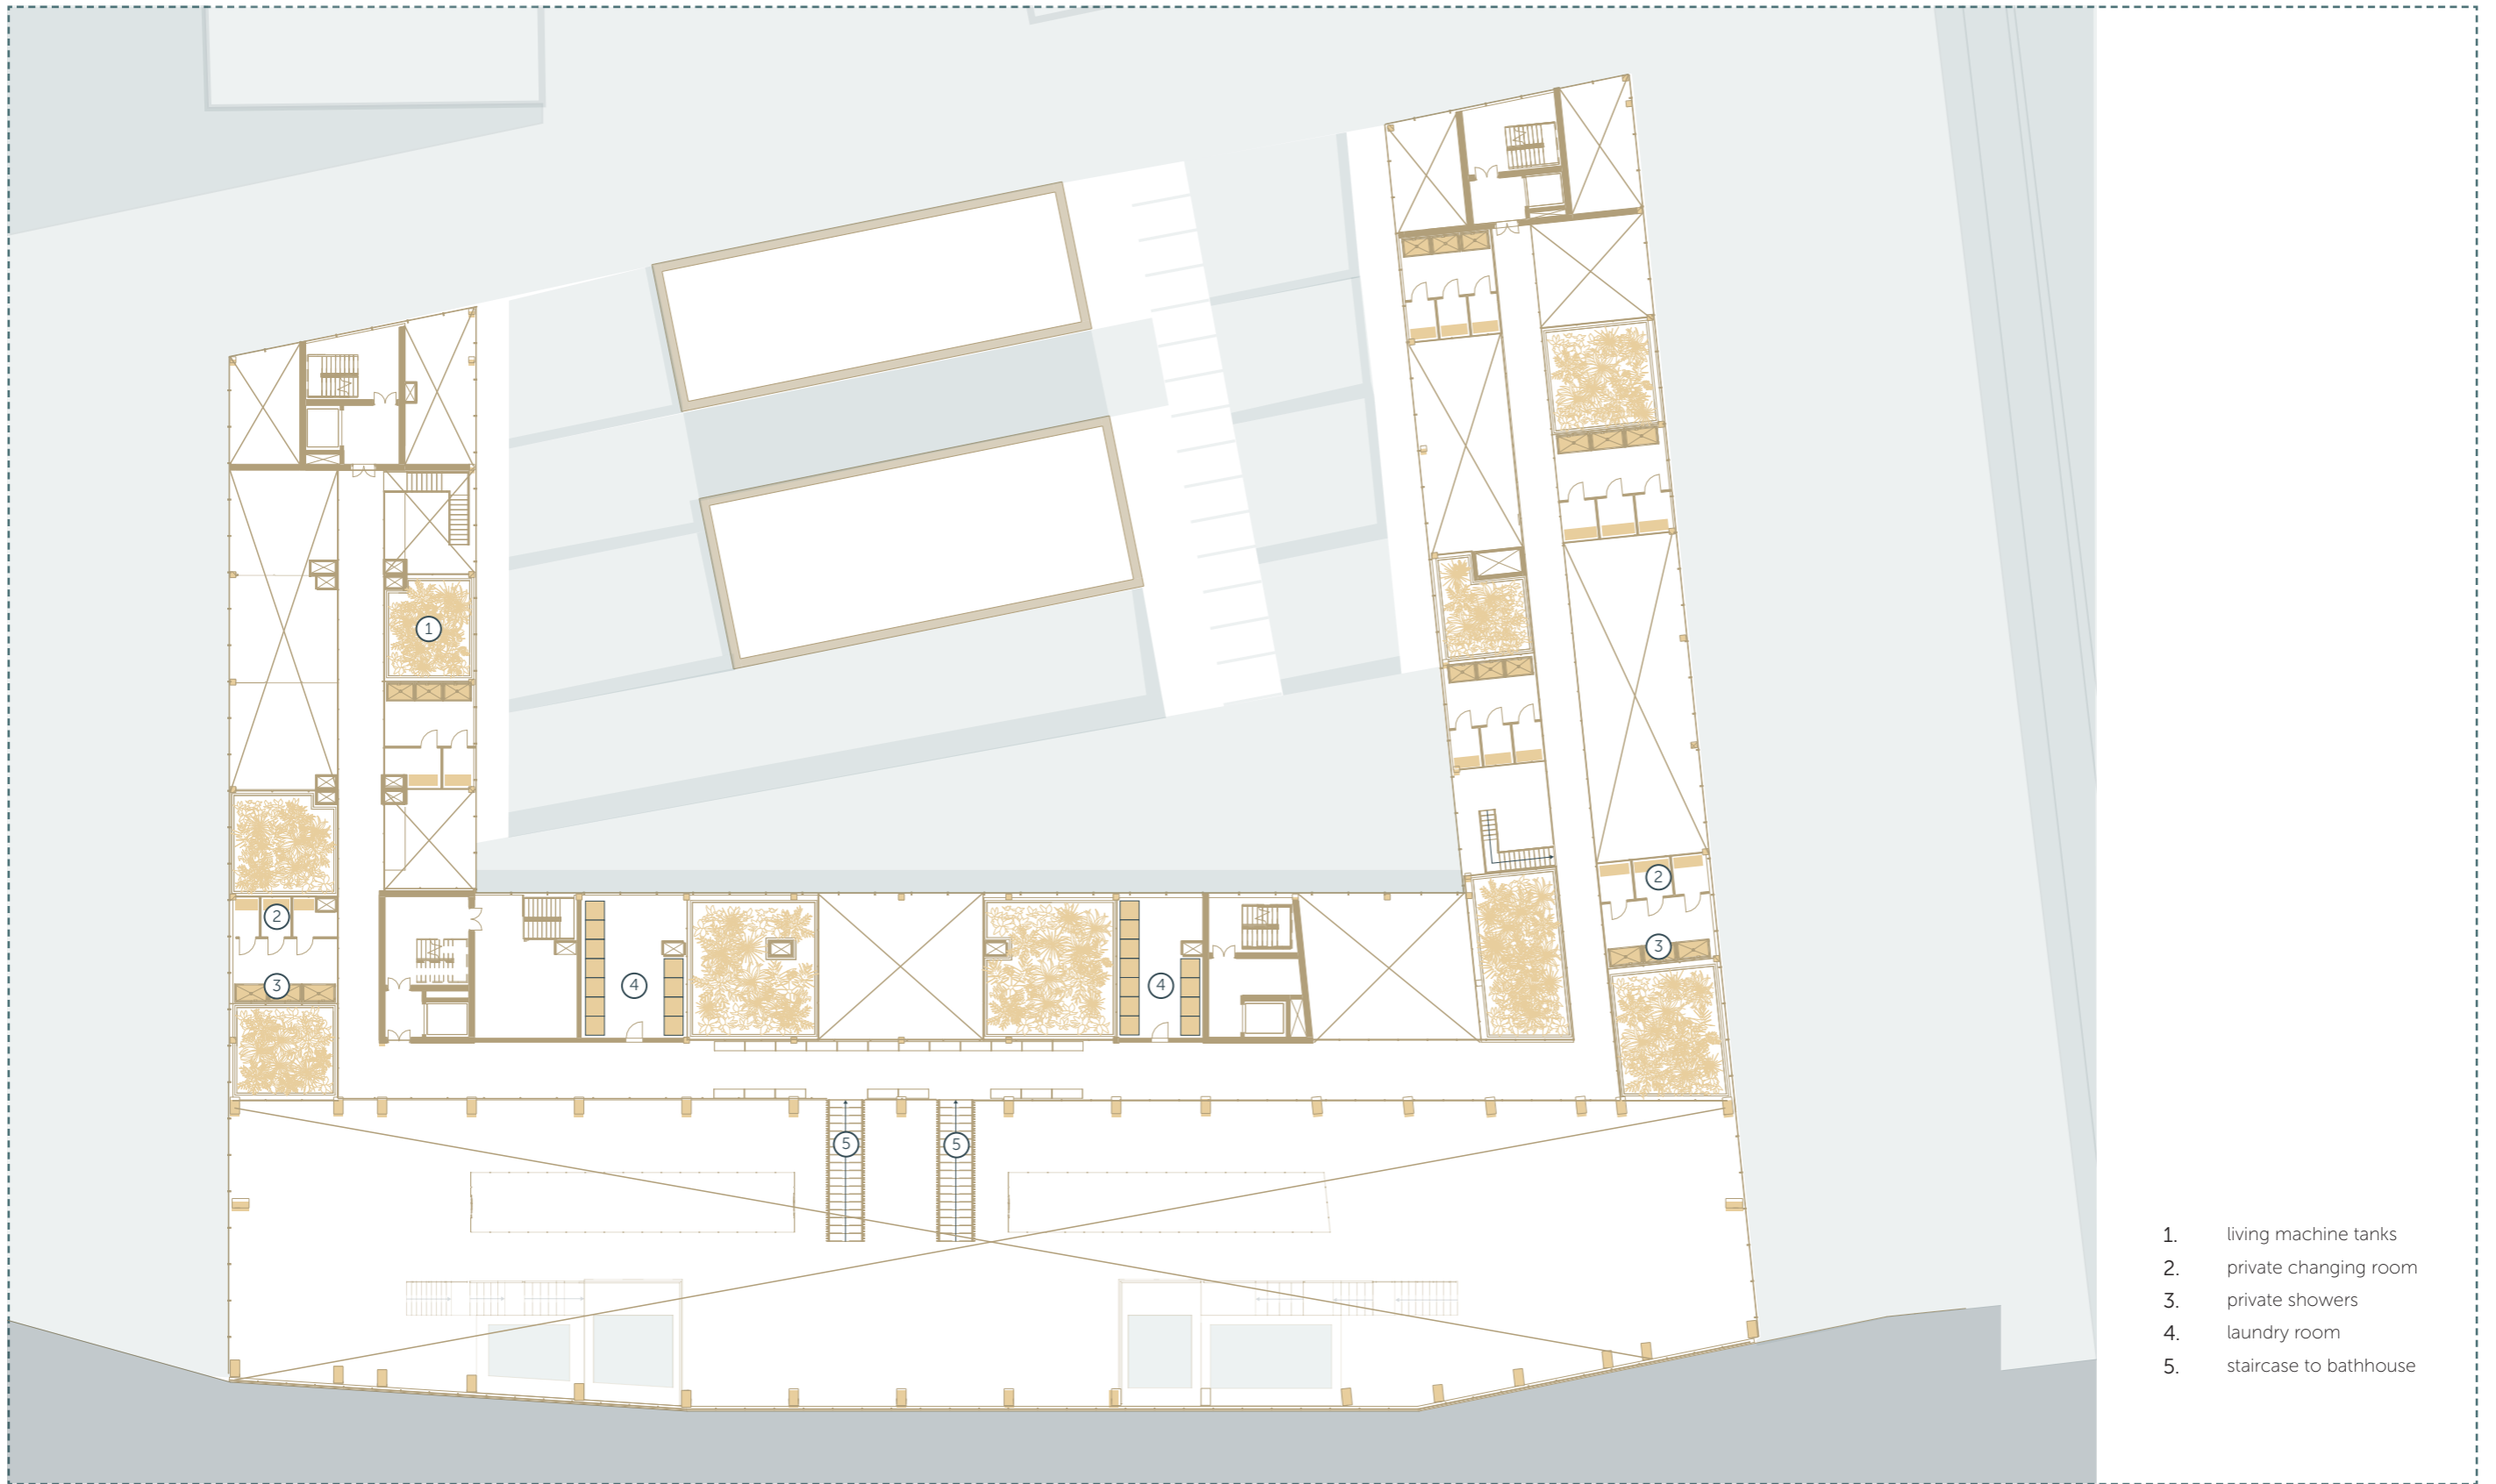 1
2
3
4
4
2
3
5
5
1. living machine tanks
2. private changing room
3. private showers
4. laundry room
5. staircase to bathhouse